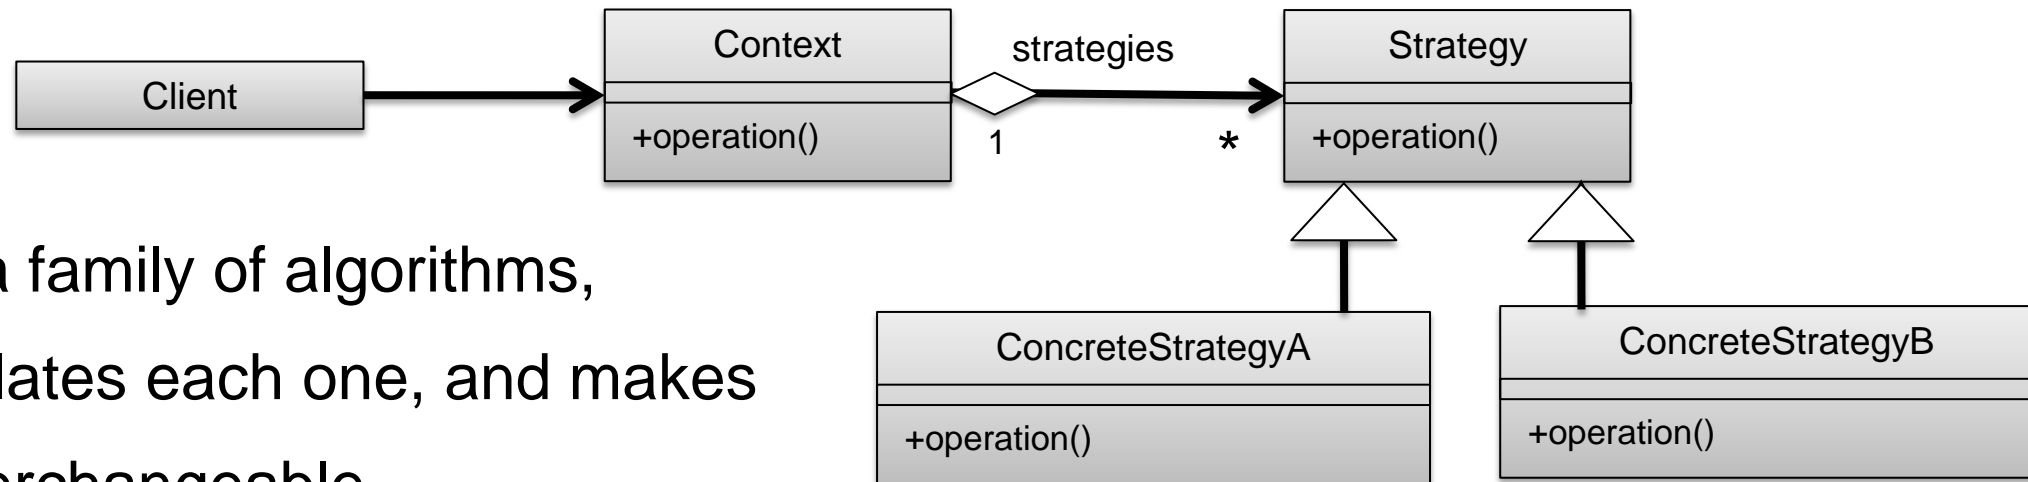 Client
Context
+operation()
strategies
1
*
Strategy
+operation()
a family of algorithms,
lates each one, and makes
ConcreteStrategyA
+operation()
ConcreteStrategyB
+operation()